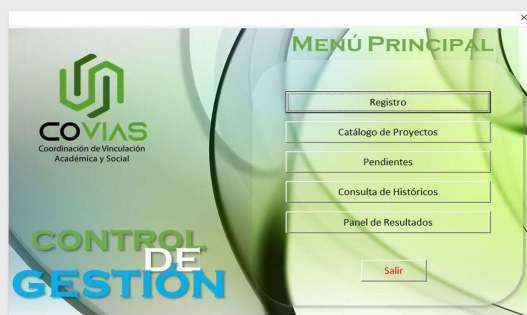 MENÚ PRINCIPAL
COVIAS
Coordinación de Vinculación
Académica y Social
Registro
Catálogo de Proyectos
Pendientes
Consulta de Históricos
Panel de Resultados
Salir
CONTROL
DE
GESTIÓN